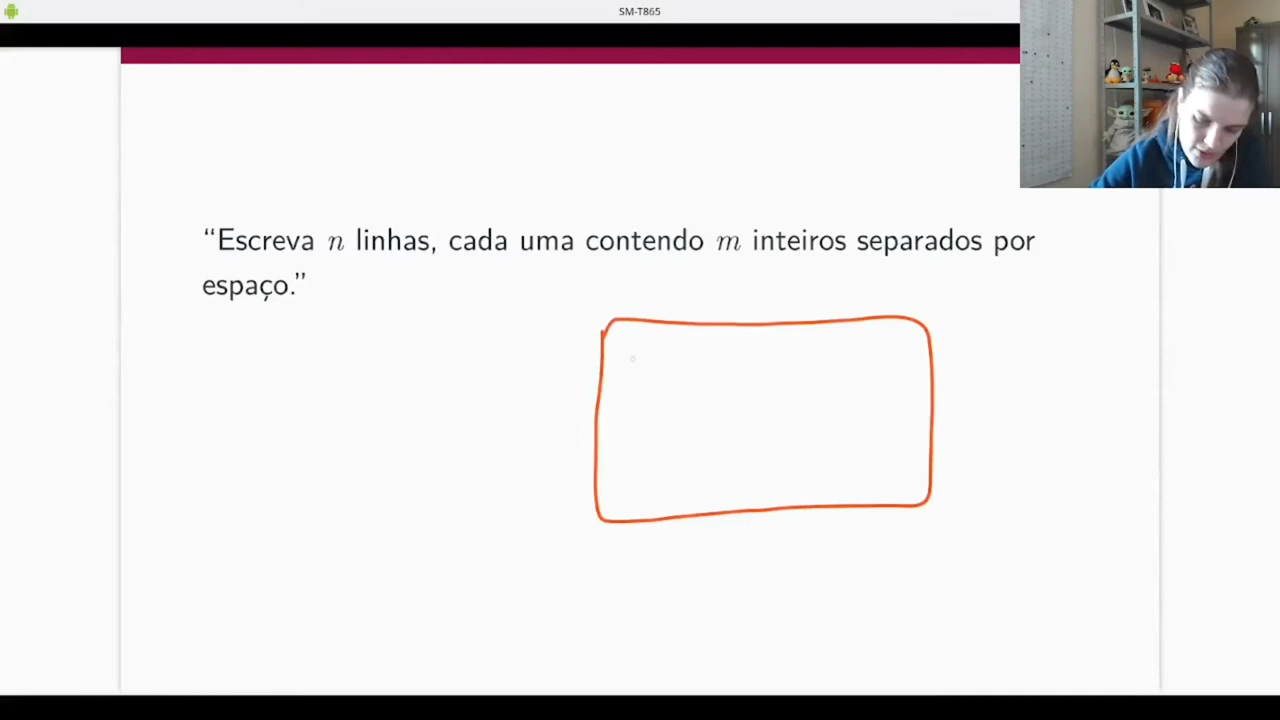 SM-T865
“Escreva n linhas, cada uma contendo m inteiros separados por
espaço.”